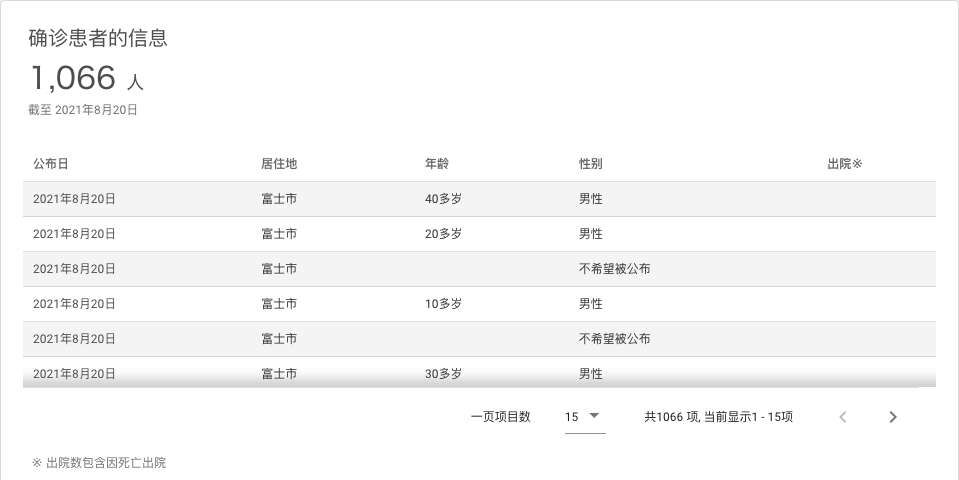 确诊患者的信息
1,066 人
截至 2021年8月20日
公布日 居住地 年龄 性别 出院※
2021年8月20日 富士市 40多岁 男性
2021年8月20日 富士市 20多岁 男性
2021年8月20日 富士市 不希望被公布
2021年8月20日 富士市 10多岁 男性
2021年8月20日 富士市 不希望被公布
2021年8月20日 富士市 30多岁 男性
一页项目数 15 共1066 项, 当前显示1 - 15项
※ 出院数包含因死亡出院